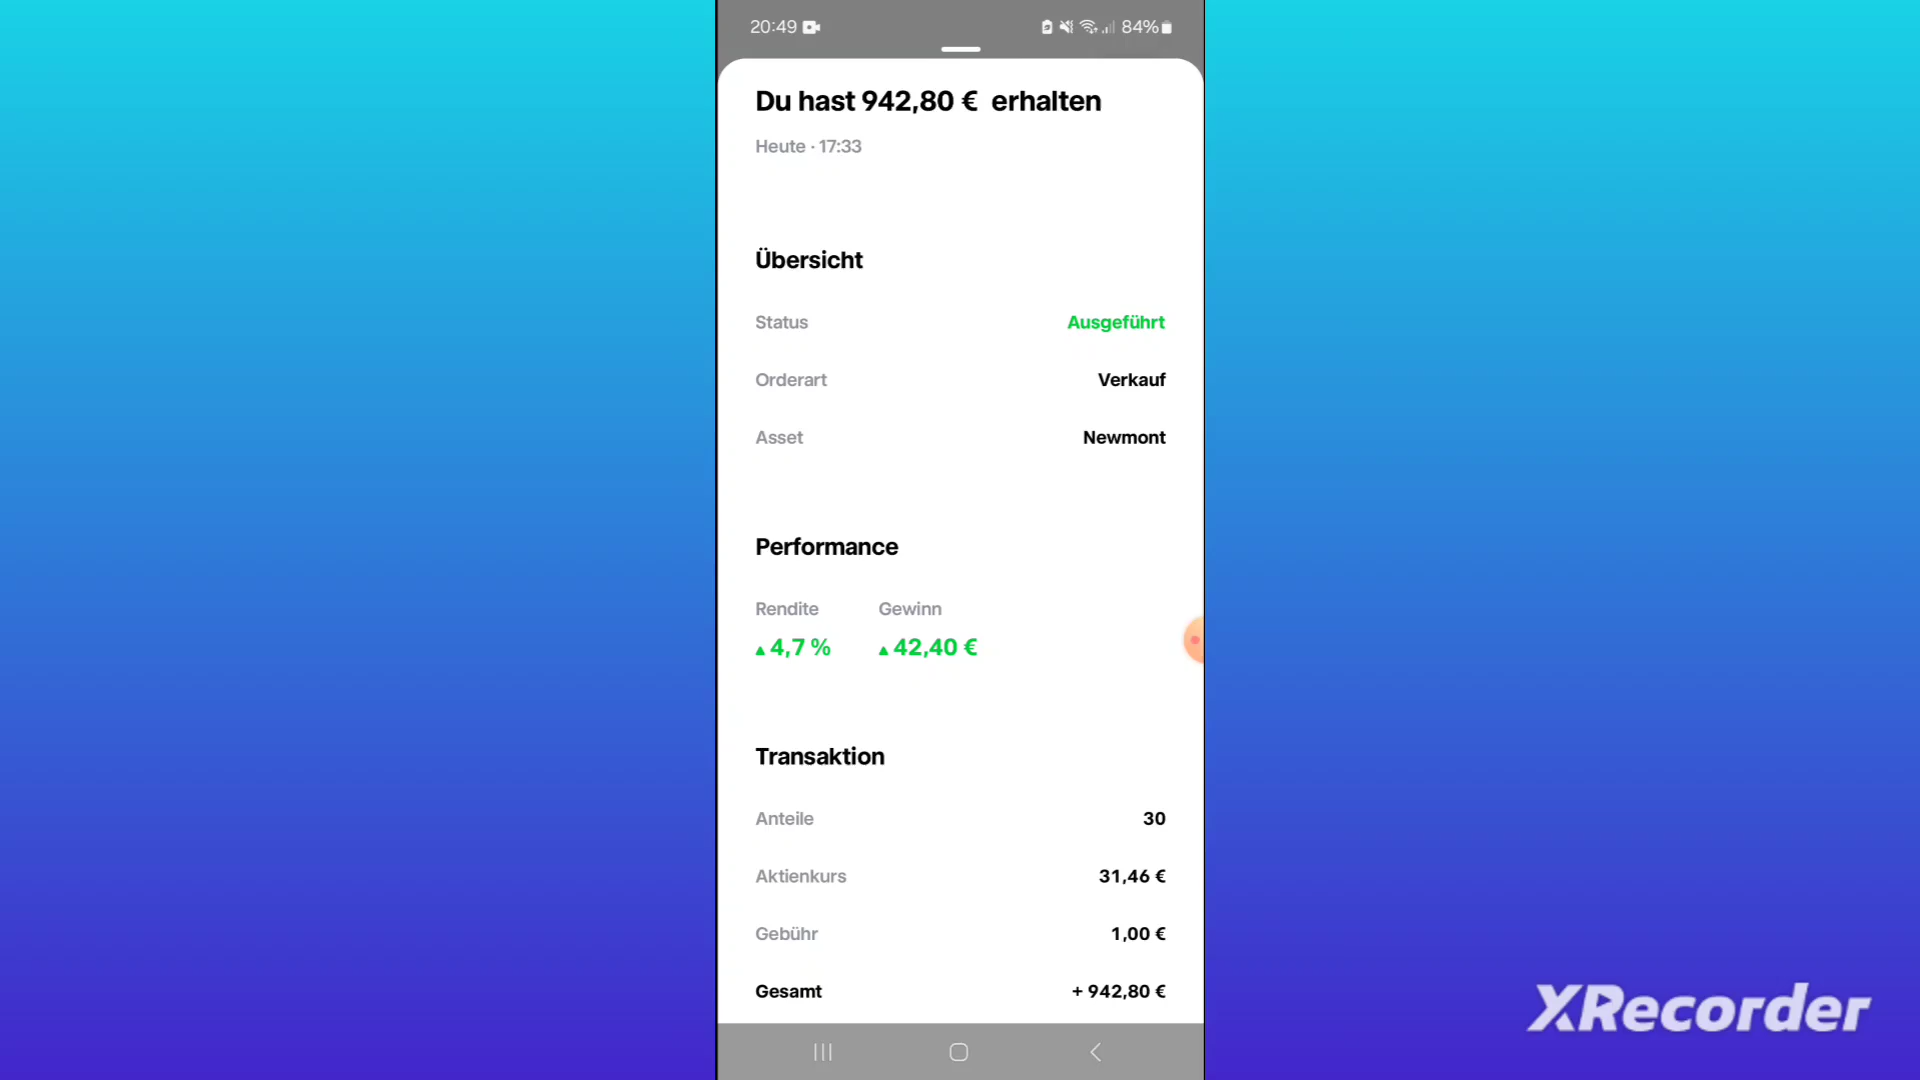 20:49
84%
Du hast 942,80 € erhalten
Heute · 17:33
Übersicht
Status Ausgeführt
Orderart Verkauf
Asset Newmont
Performance
Rendite Gewinn
▲4,7 % ▲42,40 €
Transaktion
Anteile 30
Aktienkurs 31,46 €
Gebühr 1,00 €
Gesamt + 942,80 €
XRecorder